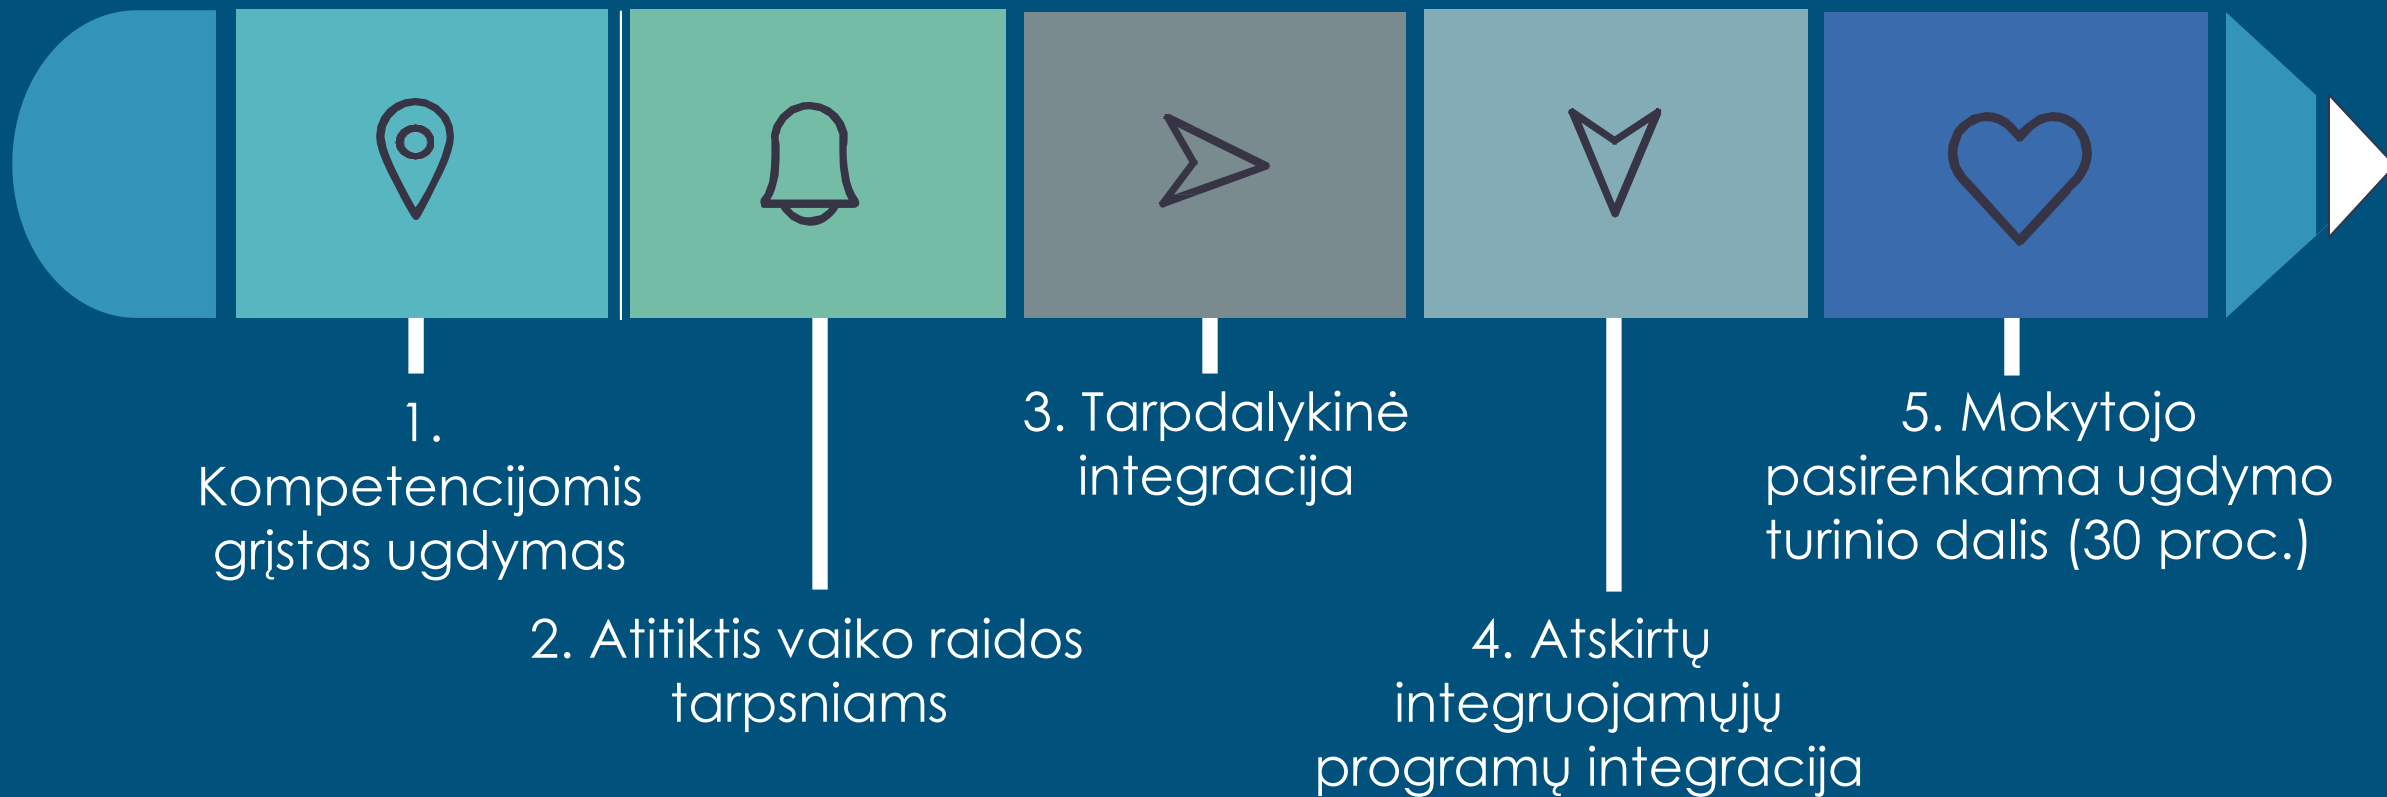 1.
Kompetencijomis
grįstas ugdymas
2. Atitiktis vaiko raidos
tarpsniams
3. Tarpdalykinė
integracija
4. Atskirtų
integruojamųjų
programų integracija
5. Mokytojo
pasirenkama ugdymo
turinio dalis (30 proc.)